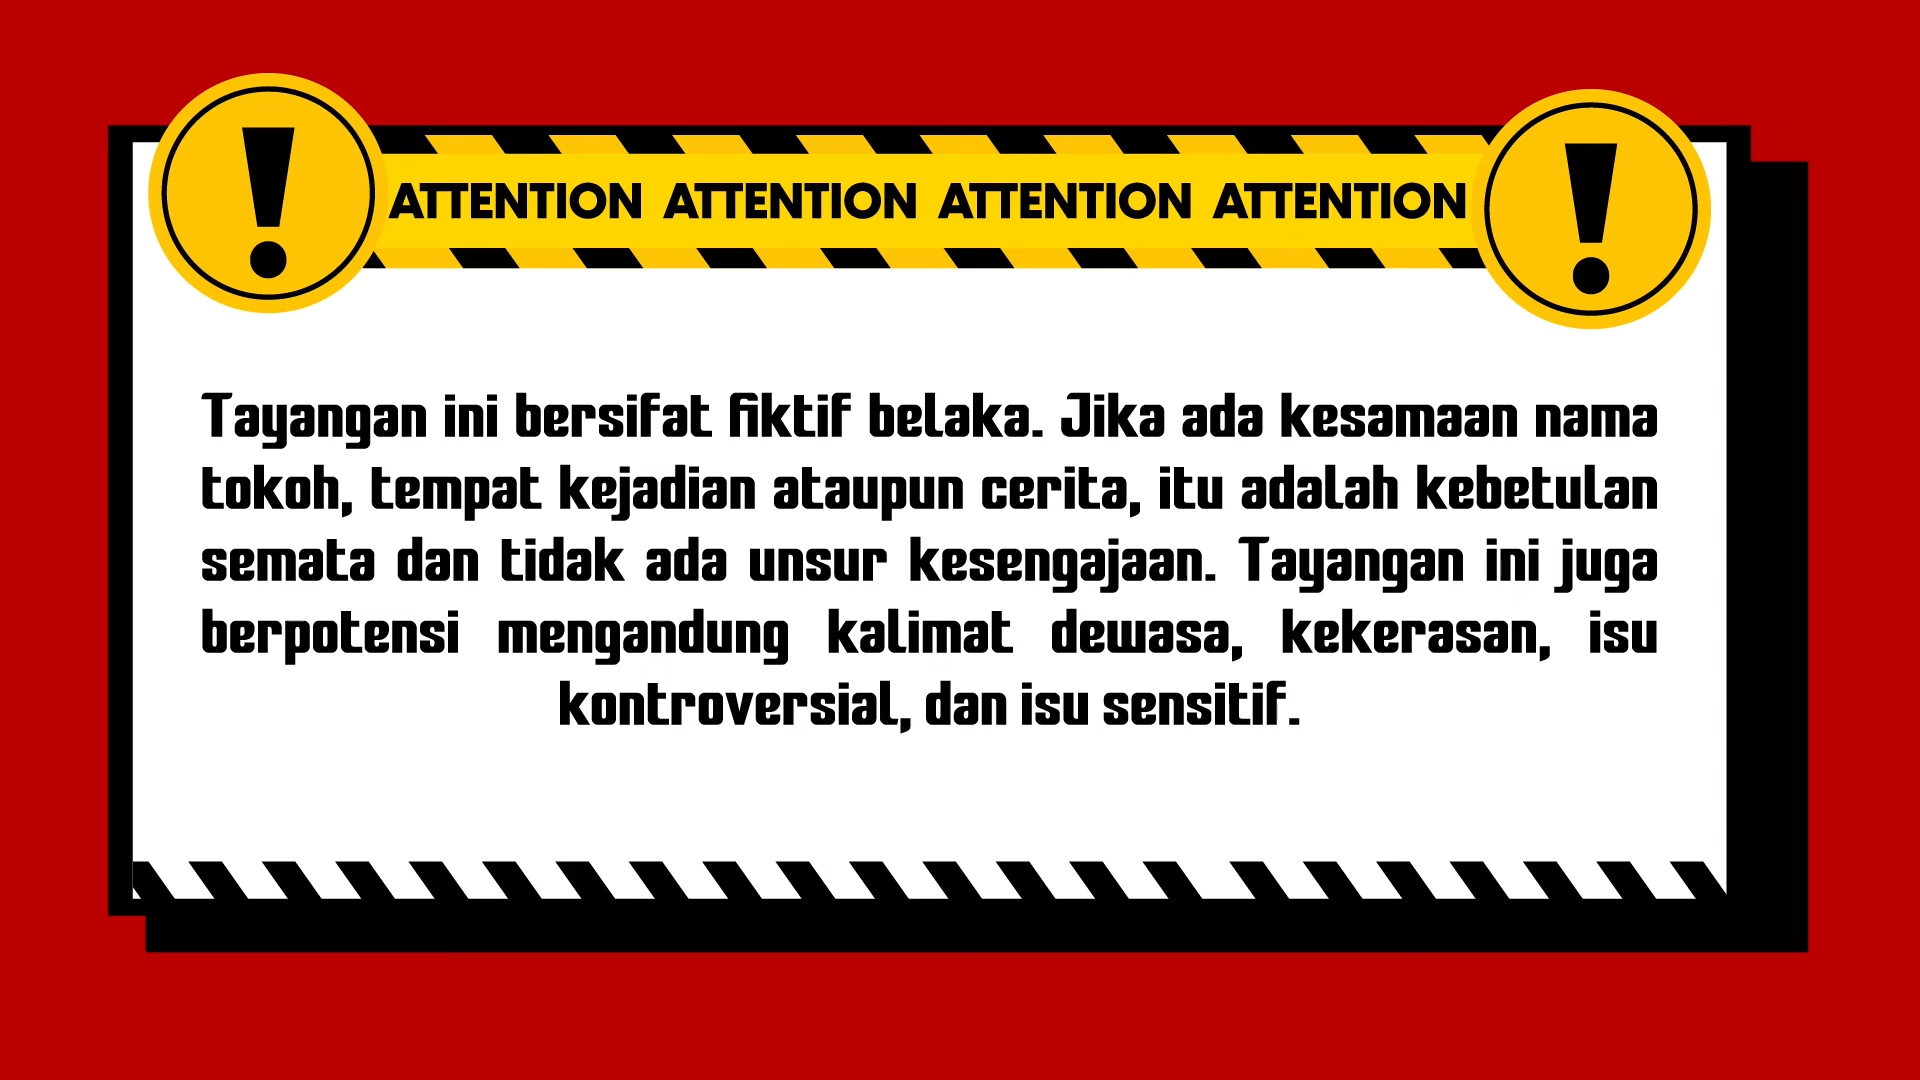 ATTENTION ATTENTION ATTENTION ATTENTION
Tayangan ini bersifat fiktif belaka. Jika ada kesamaan nama
tokoh, tempat kejadian ataupun cerita, itu adalah kebetulan
semata dan tidak ada unsur kesengajaan. Tayangan ini juga
berpotensi mengandung kalimat dewasa, kekerasan, isu
kontroversial, dan isu sensitif.